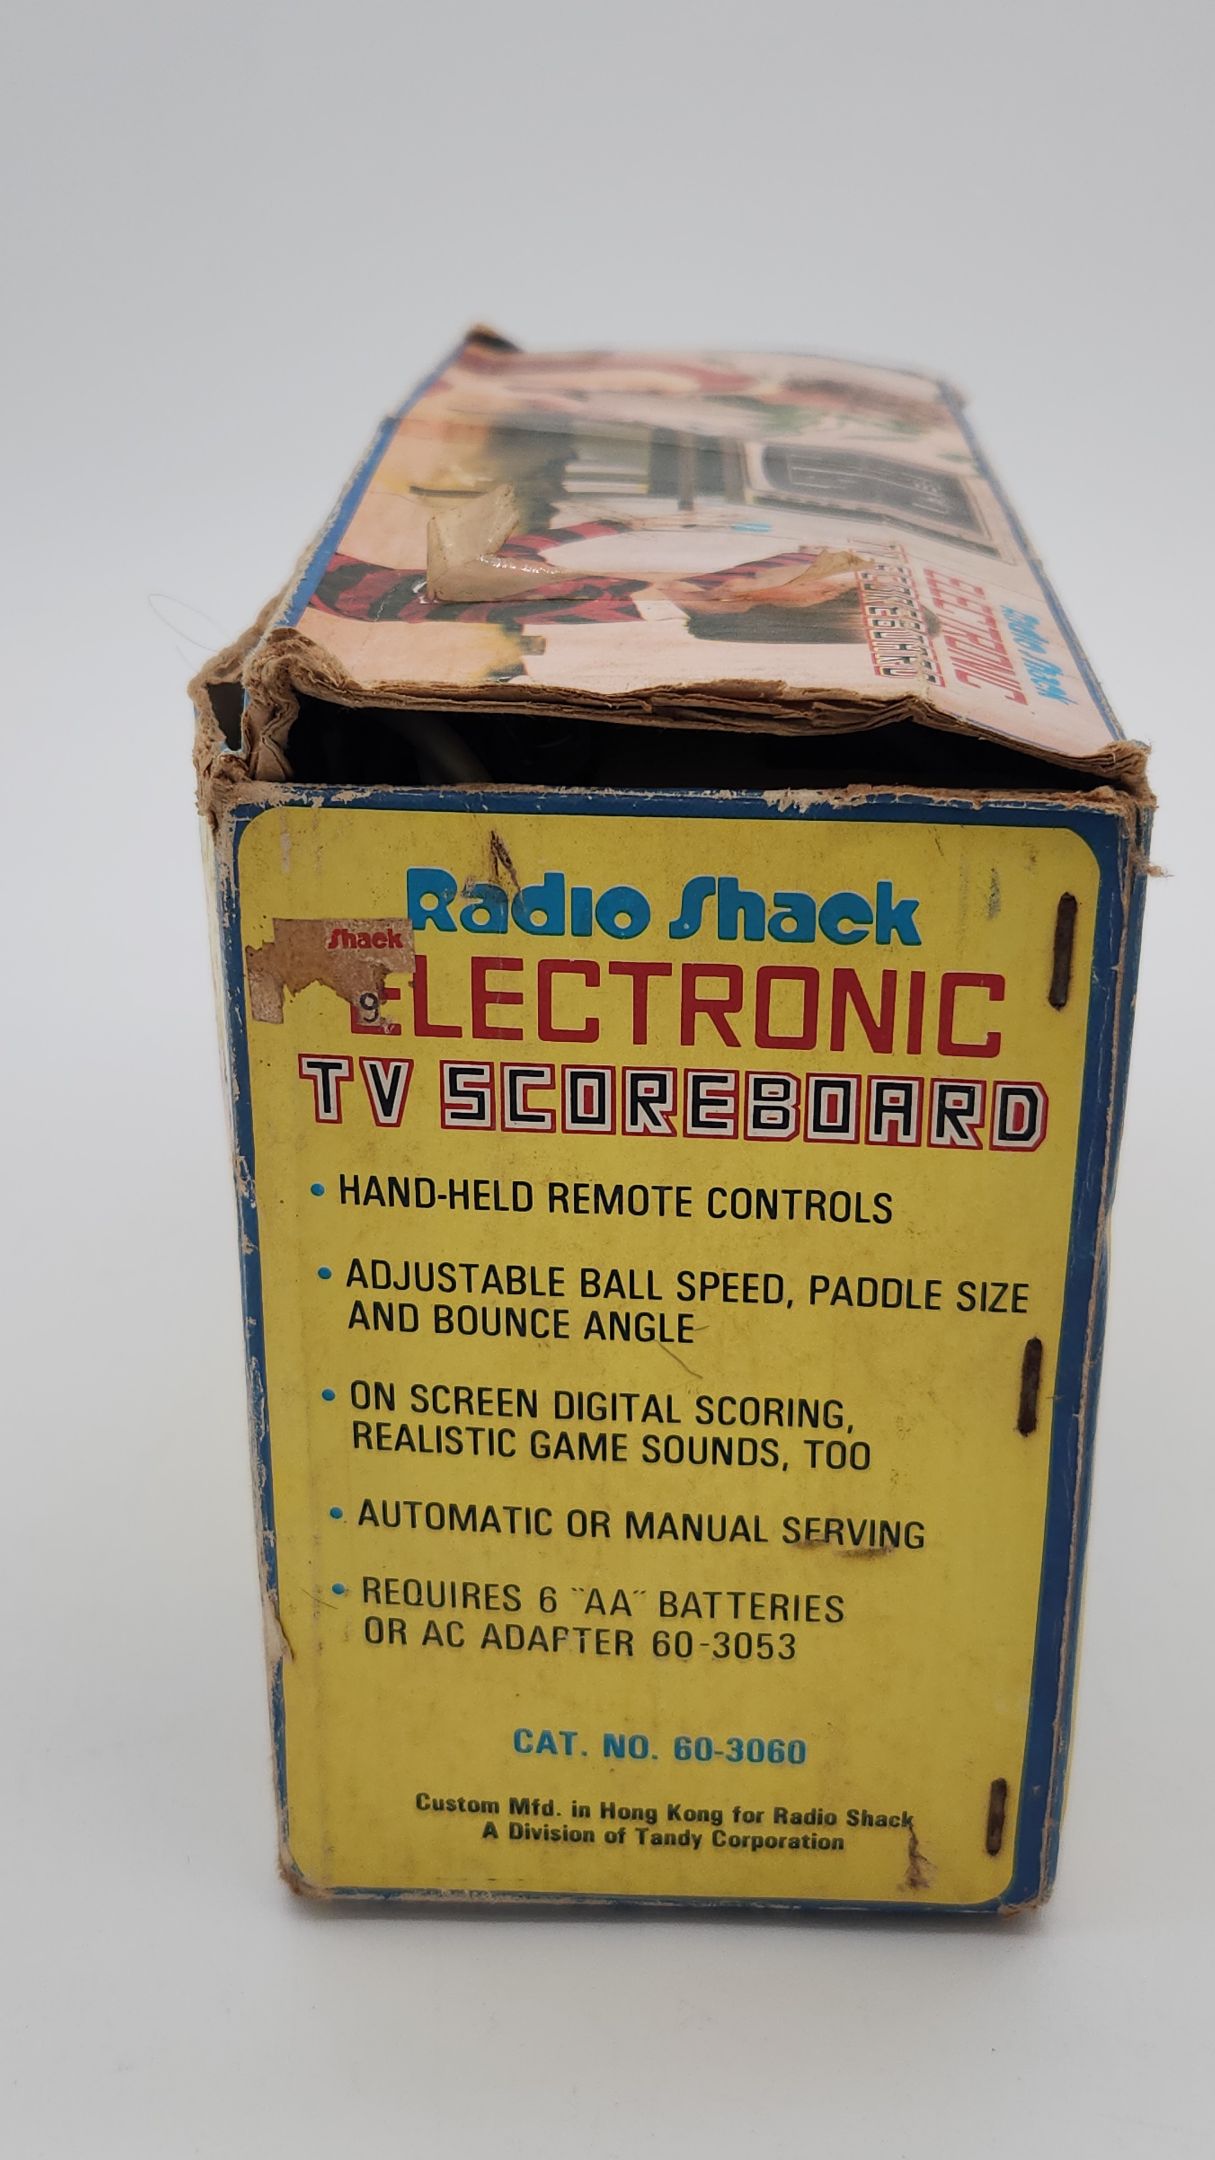 Radio Shack
ELECTRONIC
TV SCOREBOARD
Radio Shack
Shack
9
ELECTRONIC
TV SCOREBOARD
• HAND-HELD REMOTE CONTROLS
• ADJUSTABLE BALL SPEED, PADDLE SIZE
AND BOUNCE ANGLE
• ON SCREEN DIGITAL SCORING,
REALISTIC GAME SOUNDS, TOO
• AUTOMATIC OR MANUAL SERVING
• REQUIRES 6 "AA" BATTERIES
OR AC ADAPTER 60-3053
CAT. NO. 60-3060
Custom Mfd. in Hong Kong for Radio Shack
A Division of Tandy Corporation